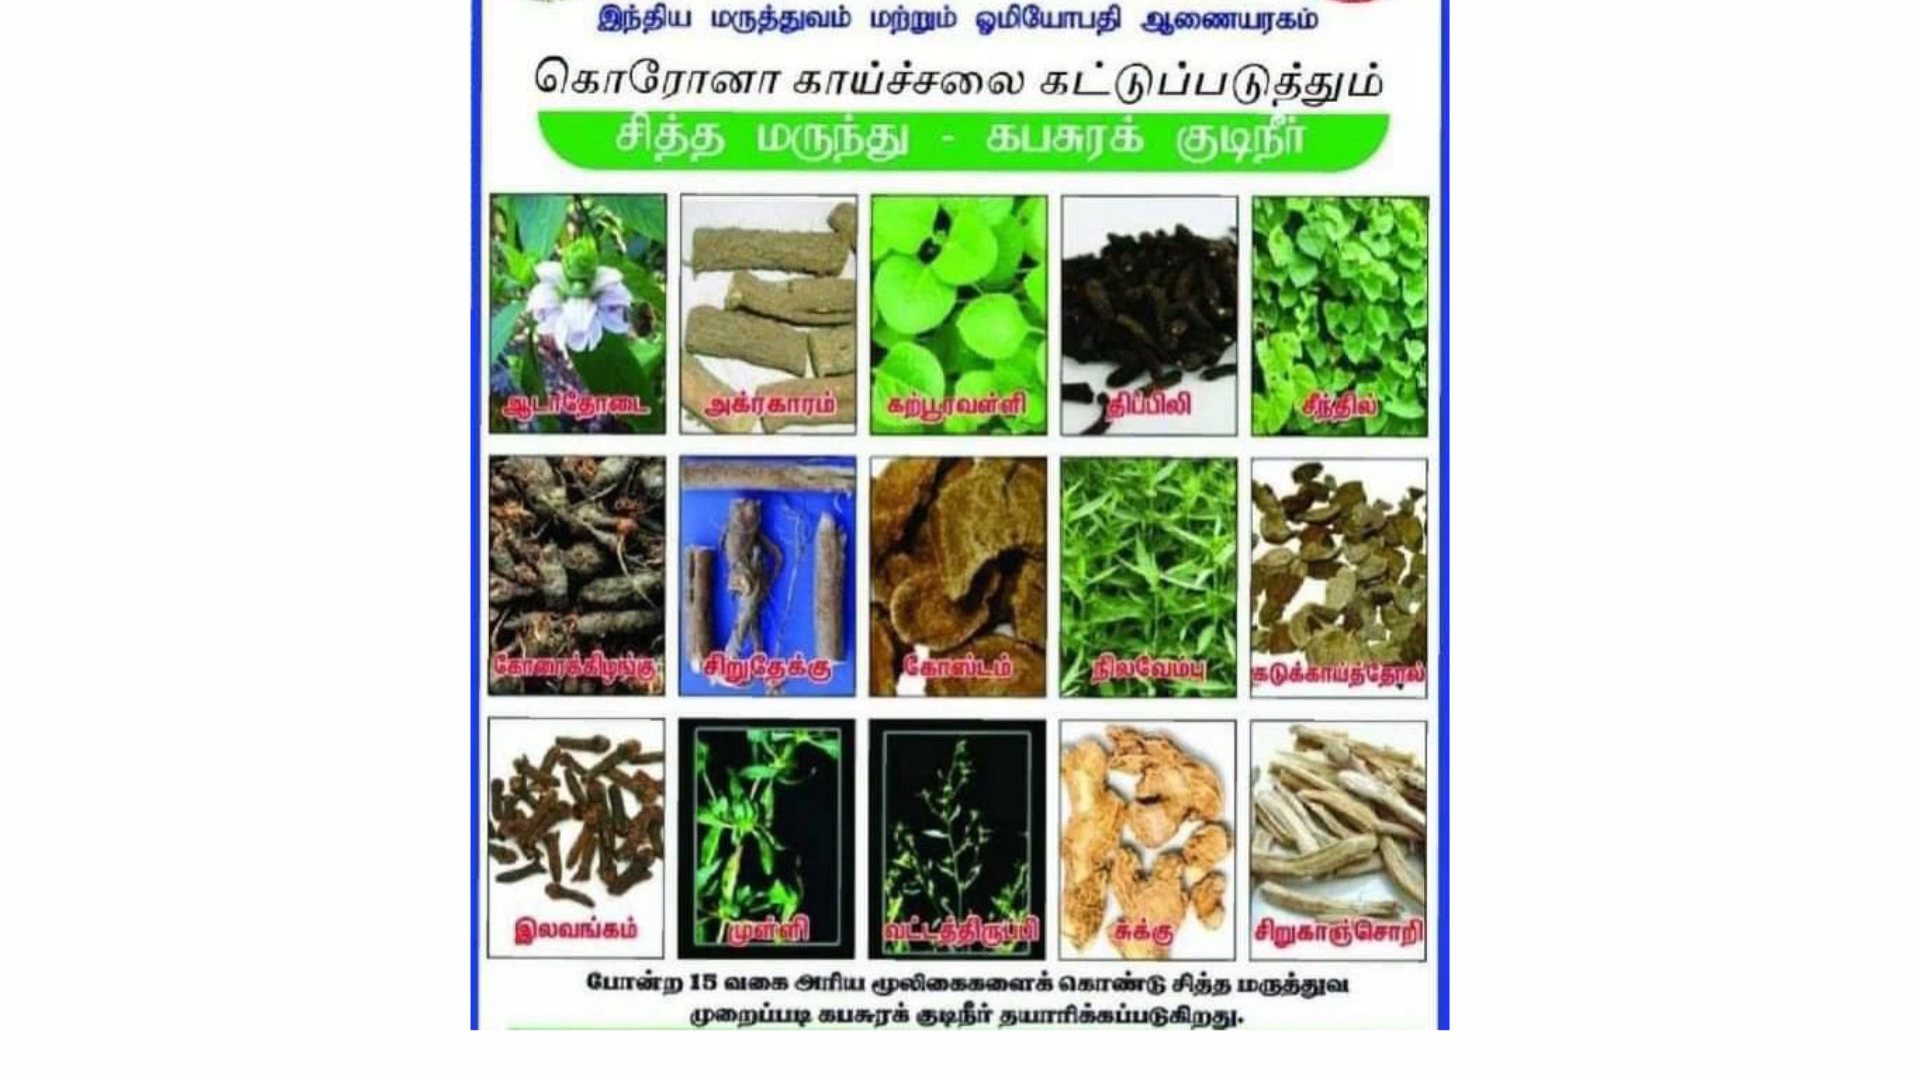 இந்திய மருத்துவம் மற்றும் ஓமியோபதி ஆணையரகம்
கொரோனா காய்ச்சலை கட்டுப்படுத்தும்
சித்த மருந்து - கபசுரக் குடிநீர்
ஆடாதோடை அக்ரகாரம் கற்பூரவள்ளி திப்பிலி சீந்தில்
கோரைக்கிழங்கு சிறுதேக்கு கோஸ்டம் நிலவேம்பு கடுக்காய்த்தோல்
இலவங்கம் முள்ளி வட்டத்திருப்பி சுக்கு சிறுகாஞ்சொறி
போன்ற 15 வகை அரிய மூலிகைகளைக் கொண்டு சித்த மருத்துவ
முறைப்படி கபசுரக் குடிநீர் தயாரிக்கப்படுகிறது.